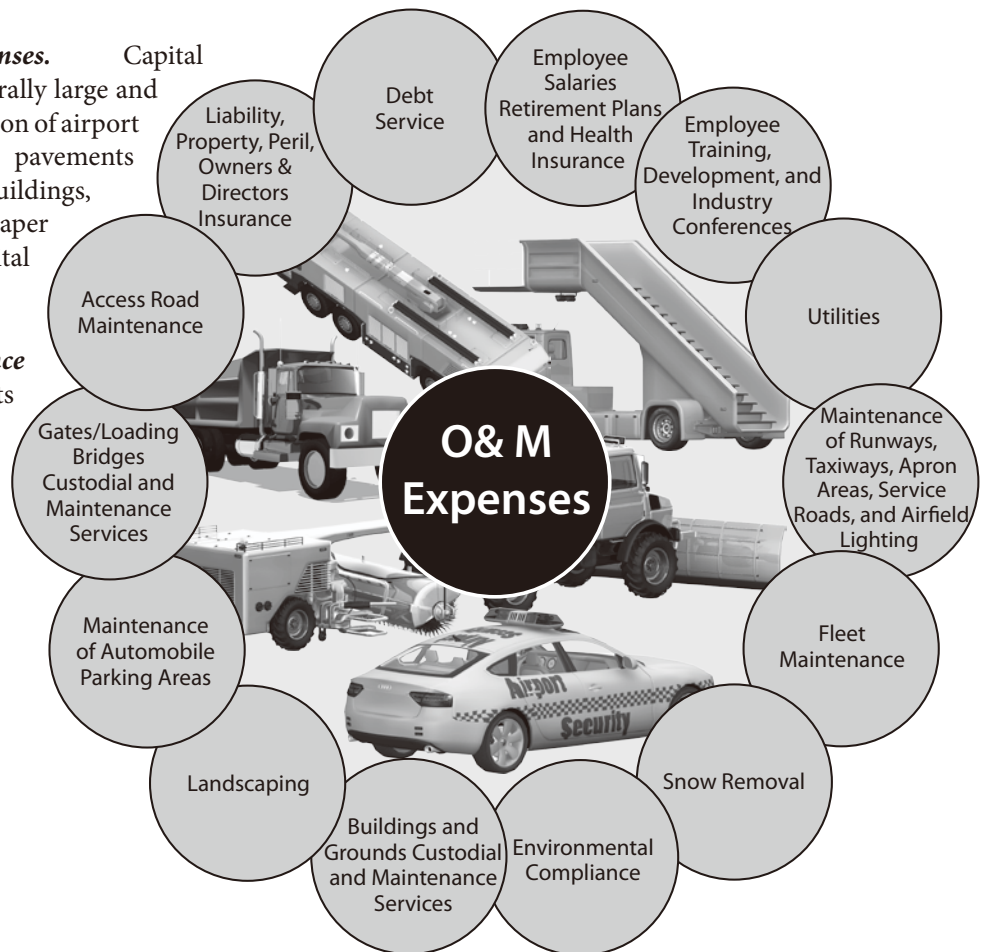 nses. Capital
rally large and
on of airport
pavements
uildings,
aper
tal
nce
ts
Debt
Service
Employee
Salaries
Retirement Plans
and Health
Insurance
Employee
Training,
Development, and
Industry
Conferences
Utilities
Maintenance
of Runways,
Taxiways, Apron
Areas, Service
Roads, and Airfield
Lighting
Fleet
Maintenance
Snow Removal
Environmental
Compliance
Buildings and
Grounds Custodial
and Maintenance
Services
Landscaping
Maintenance
of Automobile
Parking Areas
Gates/Loading
Bridges
Custodial and
Maintenance
Services
Access Road
Maintenance
Liability,
Property, Peril,
Owners &
Directors
Insurance
O& M
Expenses
Airport
Security